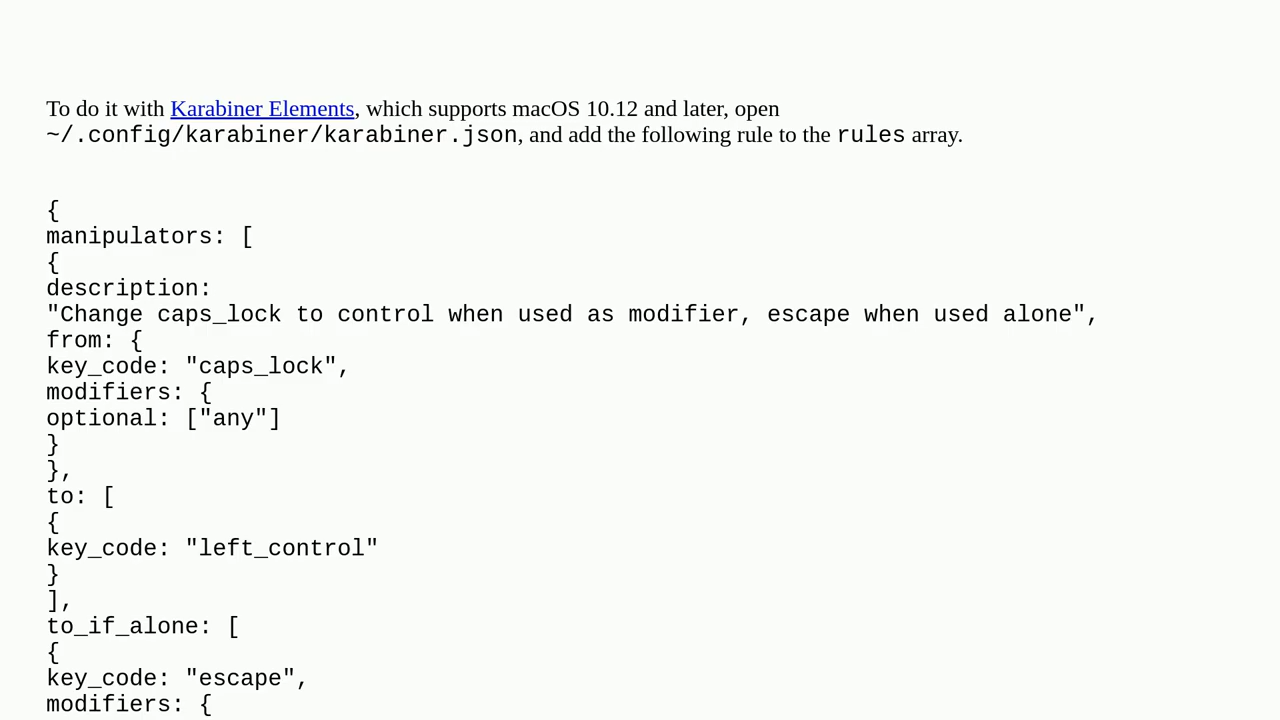 To do it with Karabiner Elements, which supports macOS 10.12 and later, open
~/.config/karabiner/karabiner.json, and add the following rule to the rules array.
{
manipulators: [
{
description:
"Change caps_lock to control when used as modifier, escape when used alone",
from: {
key_code: "caps_lock",
modifiers: {
optional: ["any"]
}
},
to: [
{
key_code: "left_control"
}
],
to_if_alone: [
{
key_code: "escape",
modifiers: {